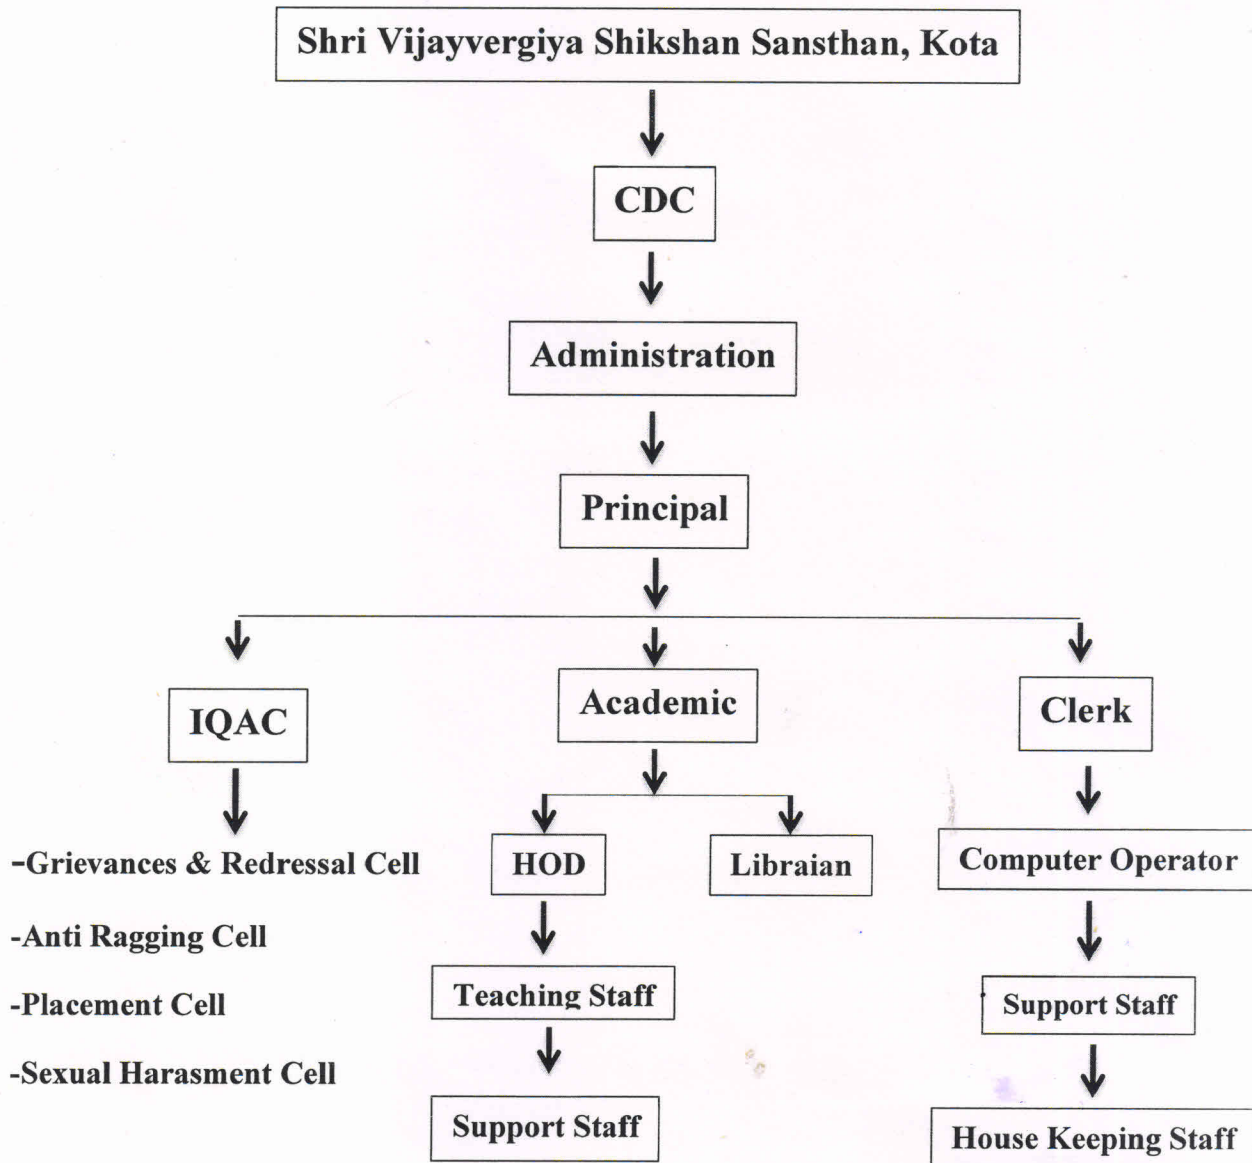 Shri Vijayvergiya Shikshan Sansthan, Kota
CDC
Administration
Principal
IQAC
Academic
Clerk
-Grievances & Redressal Cell
-Anti Ragging Cell
-Placement Cell
-Sexual Harasment Cell
HOD
Libraian
Teaching Staff
Support Staff
Computer Operator
Support Staff
House Keeping Staff